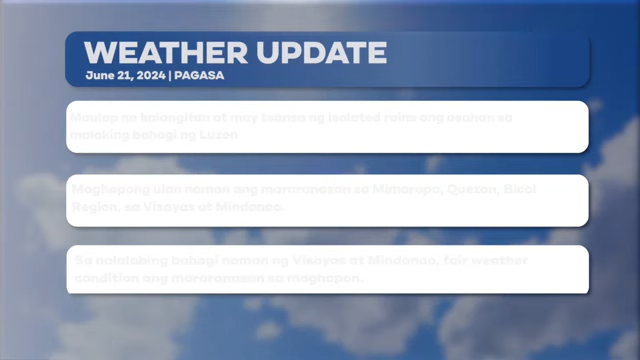 WEATHER UPDATE
June 21, 2024 | PAGASA
Maulap na kalangitan at may tsansa ng isolated rains ang asahan sa
malaking bahagi ng Luzon
Maghapong ulan naman ang mararanasan sa Mimaropa, Quezon, Bicol
Region, sa Visayas at Mindanao.
Sa nalalabing bahagi naman ng Visayas at Mindanao, fair weather
condition ang mararanasan sa maghapon.